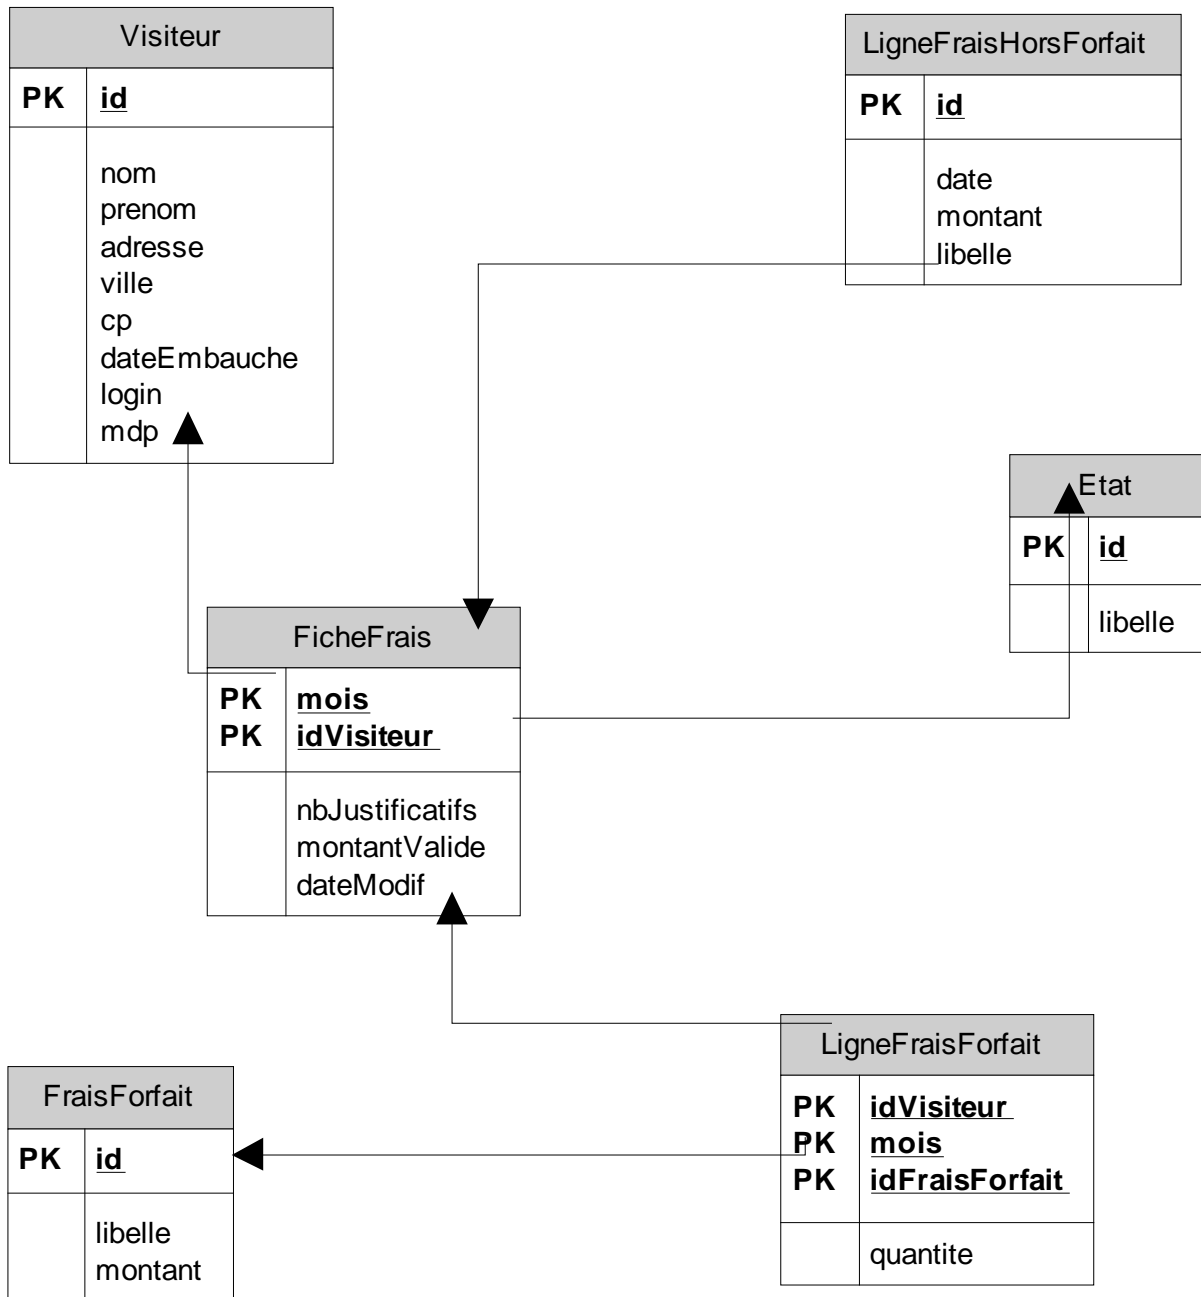 Visiteur
PK id
nom
prenom
adresse
ville
cp
dateEmbauche
login
mdp
LigneFraisHorsForfait
PK id
date
montant
libelle
Etat
PK id
libelle
FicheFrais
PK mois
PK idVisiteur
nbJustificatifs
montantValide
dateModif
LigneFraisForfait
PK idVisiteur
PK mois
PK idFraisForfait
quantite
FraisForfait
PK id
libelle
montant